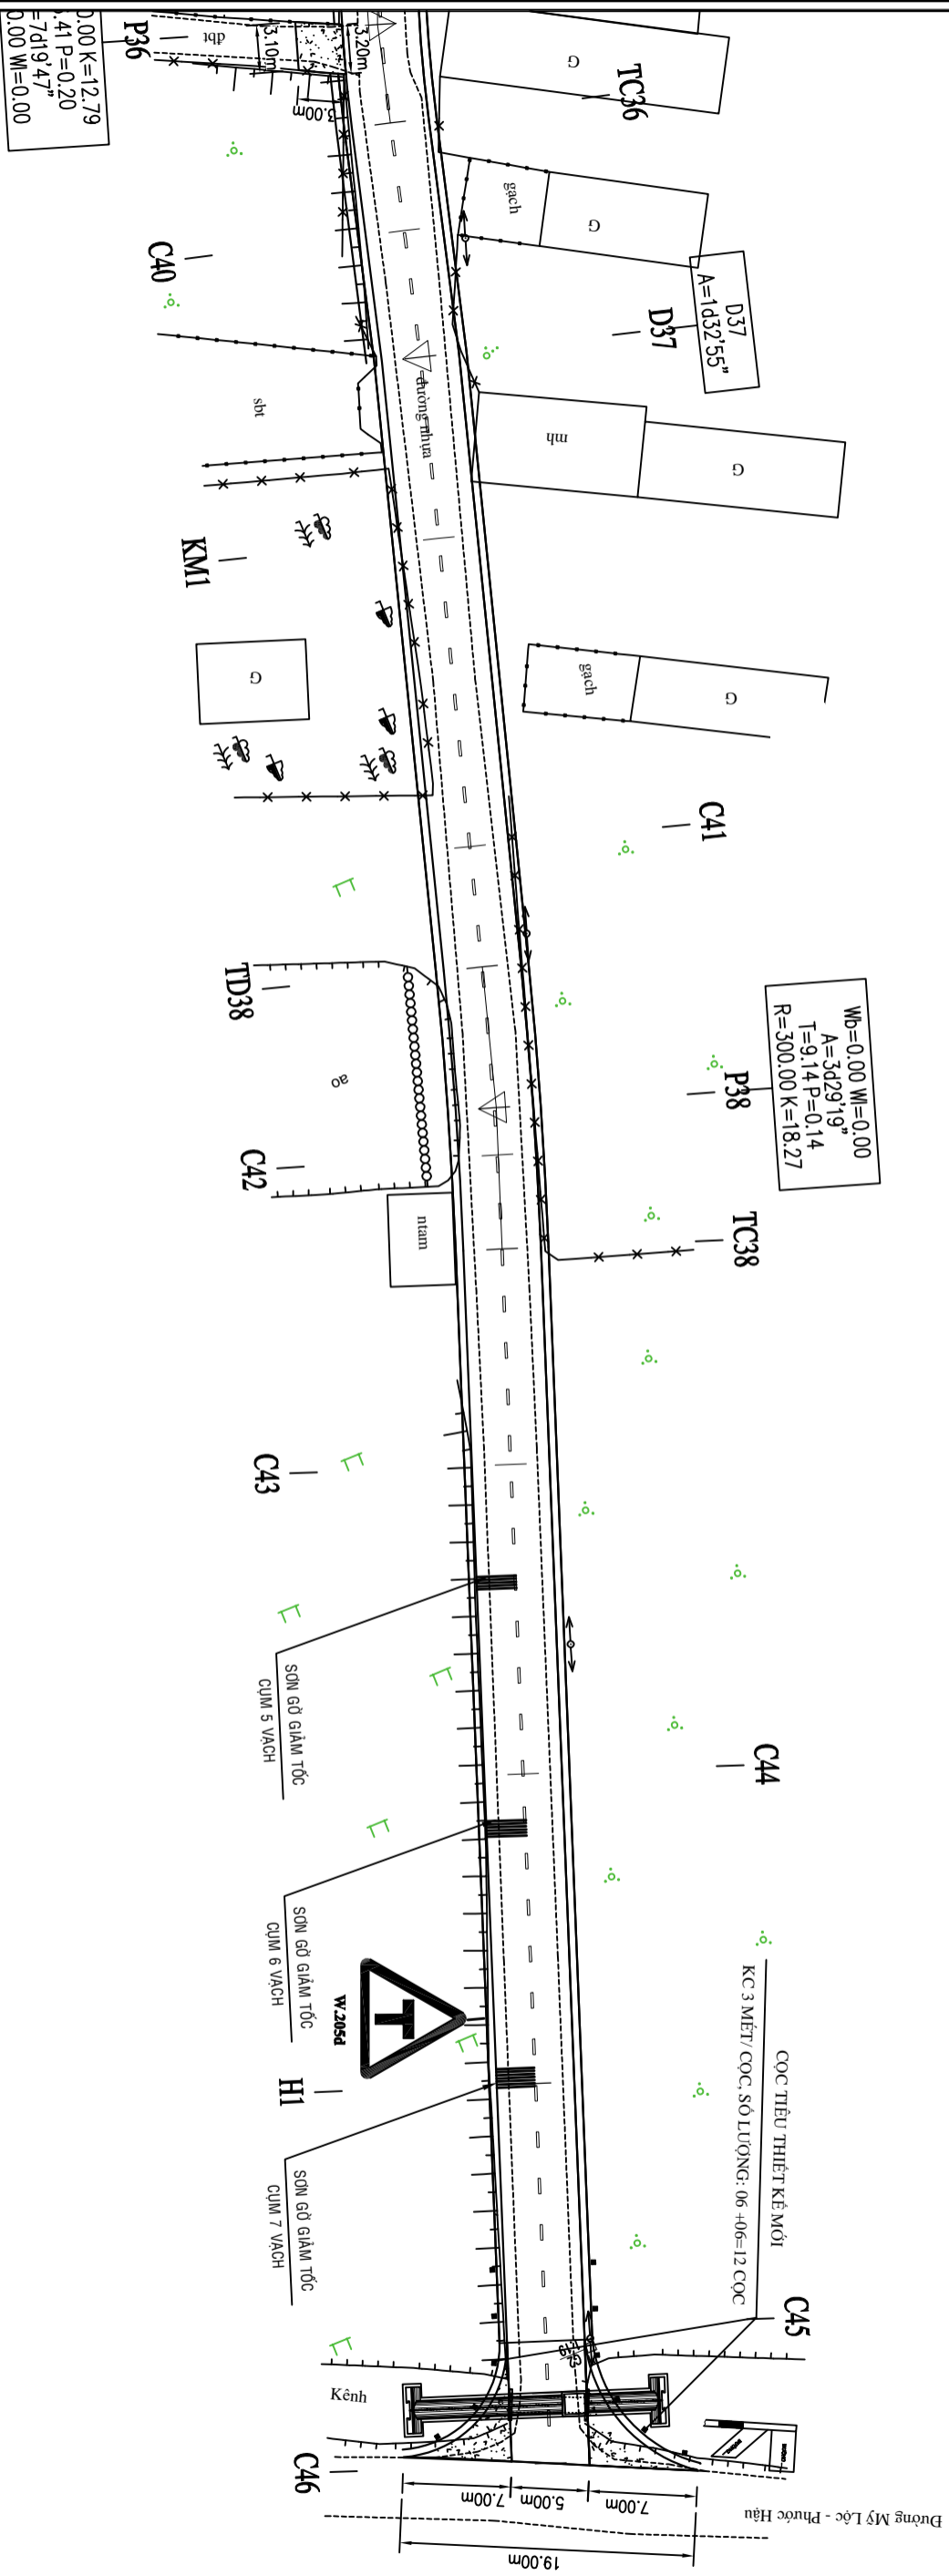 0.00 K=12.79
.41 P=0.20
=7d19'47"
0.00 Wl=0.00
P36
đbt
3.10m
3.20m
3.00m
G
TC36
gạch
G
C40
D37
A=1d32'55"
D37
đường nhựa
sbt
mh
G
KM1
G
gạch
G
C41
TD38
ao
Wb=0.00 Wl=0.00
A=3d29'19"
T=9.14 P=0.14
R=300.00 K=18.27
P38
C42
ntam
TC38
C43
SƠN GỜ GIẢM TỐC
CỤM 5 VẠCH
C44
SƠN GỜ GIẢM TỐC
CỤM 6 VẠCH
W.205d
T
H1
SƠN GỜ GIẢM TỐC
CỤM 7 VẠCH
CỌC TIÊU THIẾT KẾ MỚI
KC 3 MÉT/ CỌC, SỐ LƯỢNG: 06 +06=12 CỌC
C45
Kênh
C46
7.00m
5.00m
7.00m
19.00m
Đường Mỹ Lộc - Phước Hậu